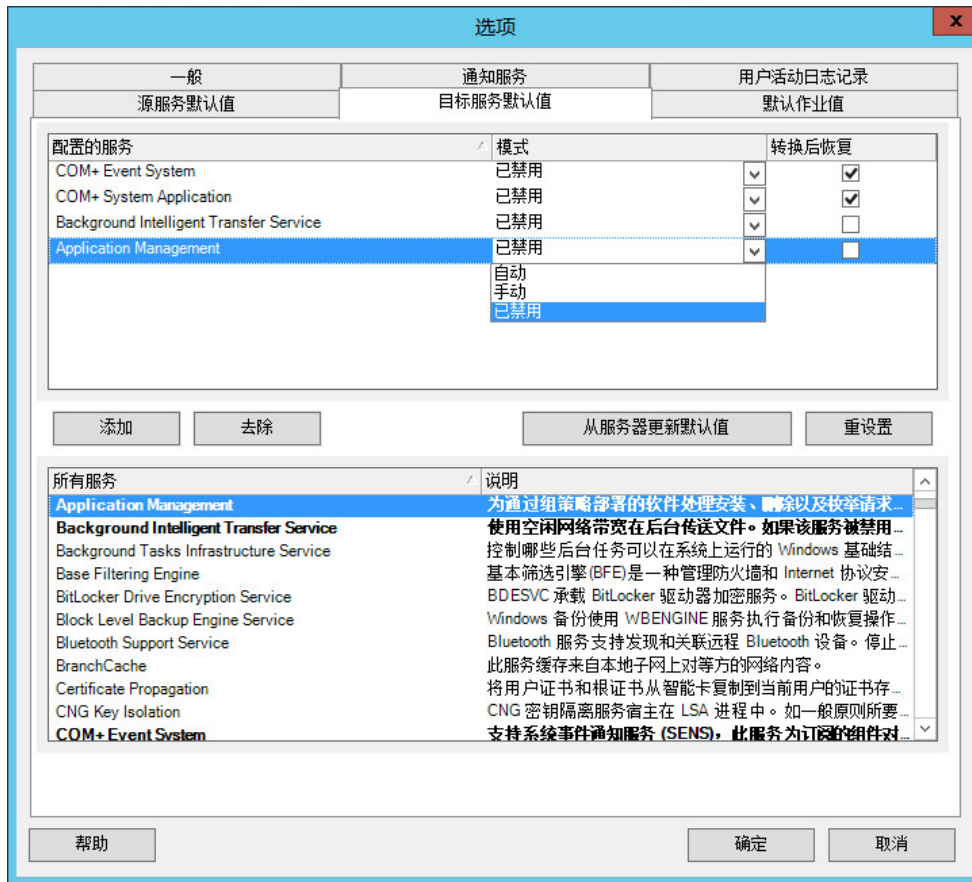 选项
一般 通知服务 用户活动日志记录
源服务默认值 目标服务默认值 默认作业值
配置的服务 模式 转换后恢复
COM+ Event System 已禁用
COM+ System Application 已禁用
Background Intelligent Transfer Service 已禁用
Application Management 已禁用
自动
手动
已禁用
添加 去除 从服务器更新默认值 重设置
所有服务 说明
Application Management 为通过组策略部署的软件处理安装、删除以及枚举请求...
Background Intelligent Transfer Service 使用空闲网络带宽在后台传送文件。如果该服务被禁用...
Background Tasks Infrastructure Service 控制哪些后台任务可以在系统上运行的 Windows 基础结...
Base Filtering Engine 基本筛选引擎(BFE)是一种管理防火墙和 Internet 协议安...
BitLocker Drive Encryption Service BDESVC 承载 BitLocker 驱动器加密服务。BitLocker 驱动...
Block Level Backup Engine Service Windows 备份使用 WBENGINE 服务执行备份和恢复操作...
Bluetooth Support Service Bluetooth 服务支持发现和关联远程 Bluetooth 设备。停止...
BranchCache 此服务缓存来自本地子网上对等方的网络内容。
Certificate Propagation 将用户证书和根证书从智能卡复制到当前用户的证书存...
CNG Key Isolation CNG 密钥隔离服务宿主在 LSA 进程中。如一般原则所要...
COM+ Event System 支持系统事件通知服务 (SENS)，此服务为订阅的组件对...
帮助 确定 取消